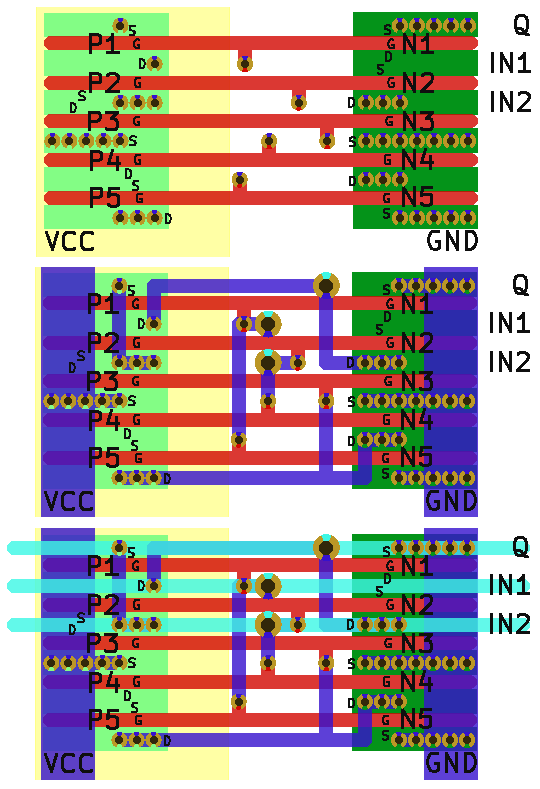 S S Q
P1 G G N1
D D IN1
S
P2 G G N2
S D D IN2
P3 G G N3
S S
P4 G G N4
D D
S
P5 G G N5
D S
VCC GND
S S Q
P1 G G N1
D IN1
P2 G G N2
S D D IN2
P3 G G N3
S S
P4 G G N4
D D
S
P5 G G N5
D S
VCC GND
S S Q
P1 G D N1
S IN1
P2 G G N2
S D D IN2
P3 G G N3
S S
P4 G G N4
D D
S
P5 G G N5
D S
VCC GND